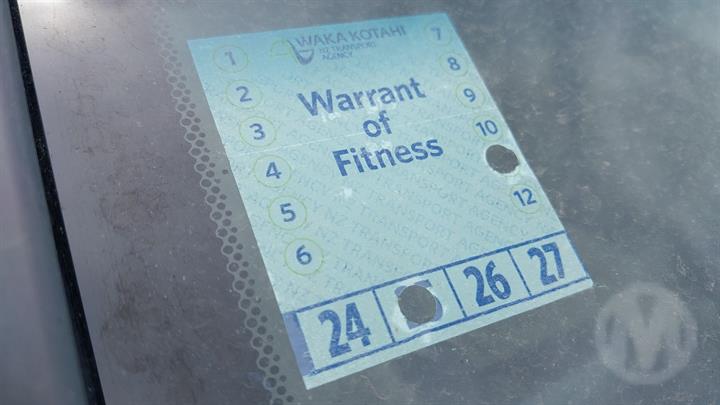 WAKA KOTAHI
NZ TRANSPORT
AGENCY
Warrant
of
Fitness
1
2
3
4
5
6
7
8
9
10
12
24
26
27
M